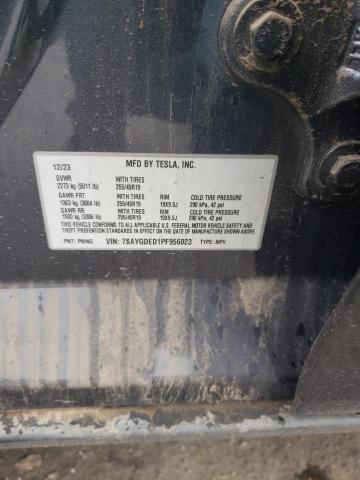 12/23 MFD BY TESLA, INC.
GVWR WITH TIRES
2273 kg (5011 lb) 255/45R19
GAWR FRT WITH TIRES RIM COLD TIRE PRESSURE
1363 kg (3004 lb) 255/45R19 19X9.5J 290 kPa, 42 psi
GAWR RR WITH TIRES RIM COLD TIRE PRESSURE
1500 kg (3306 lb) 255/45R19 19X9.5J 290 kPa, 42 psi
THIS VEHICLE CONFORMS TO ALL APPLICABLE U.S. FEDERAL MOTOR VEHICLE SAFETY
AND THEFT PREVENTION STANDARDS IN EFFECT ON THE DATE OF MANUFACTURE SHOWN ABOVE.
PNT: PMNG VIN: 7SAYGDED1PF956023 TYPE: MPV